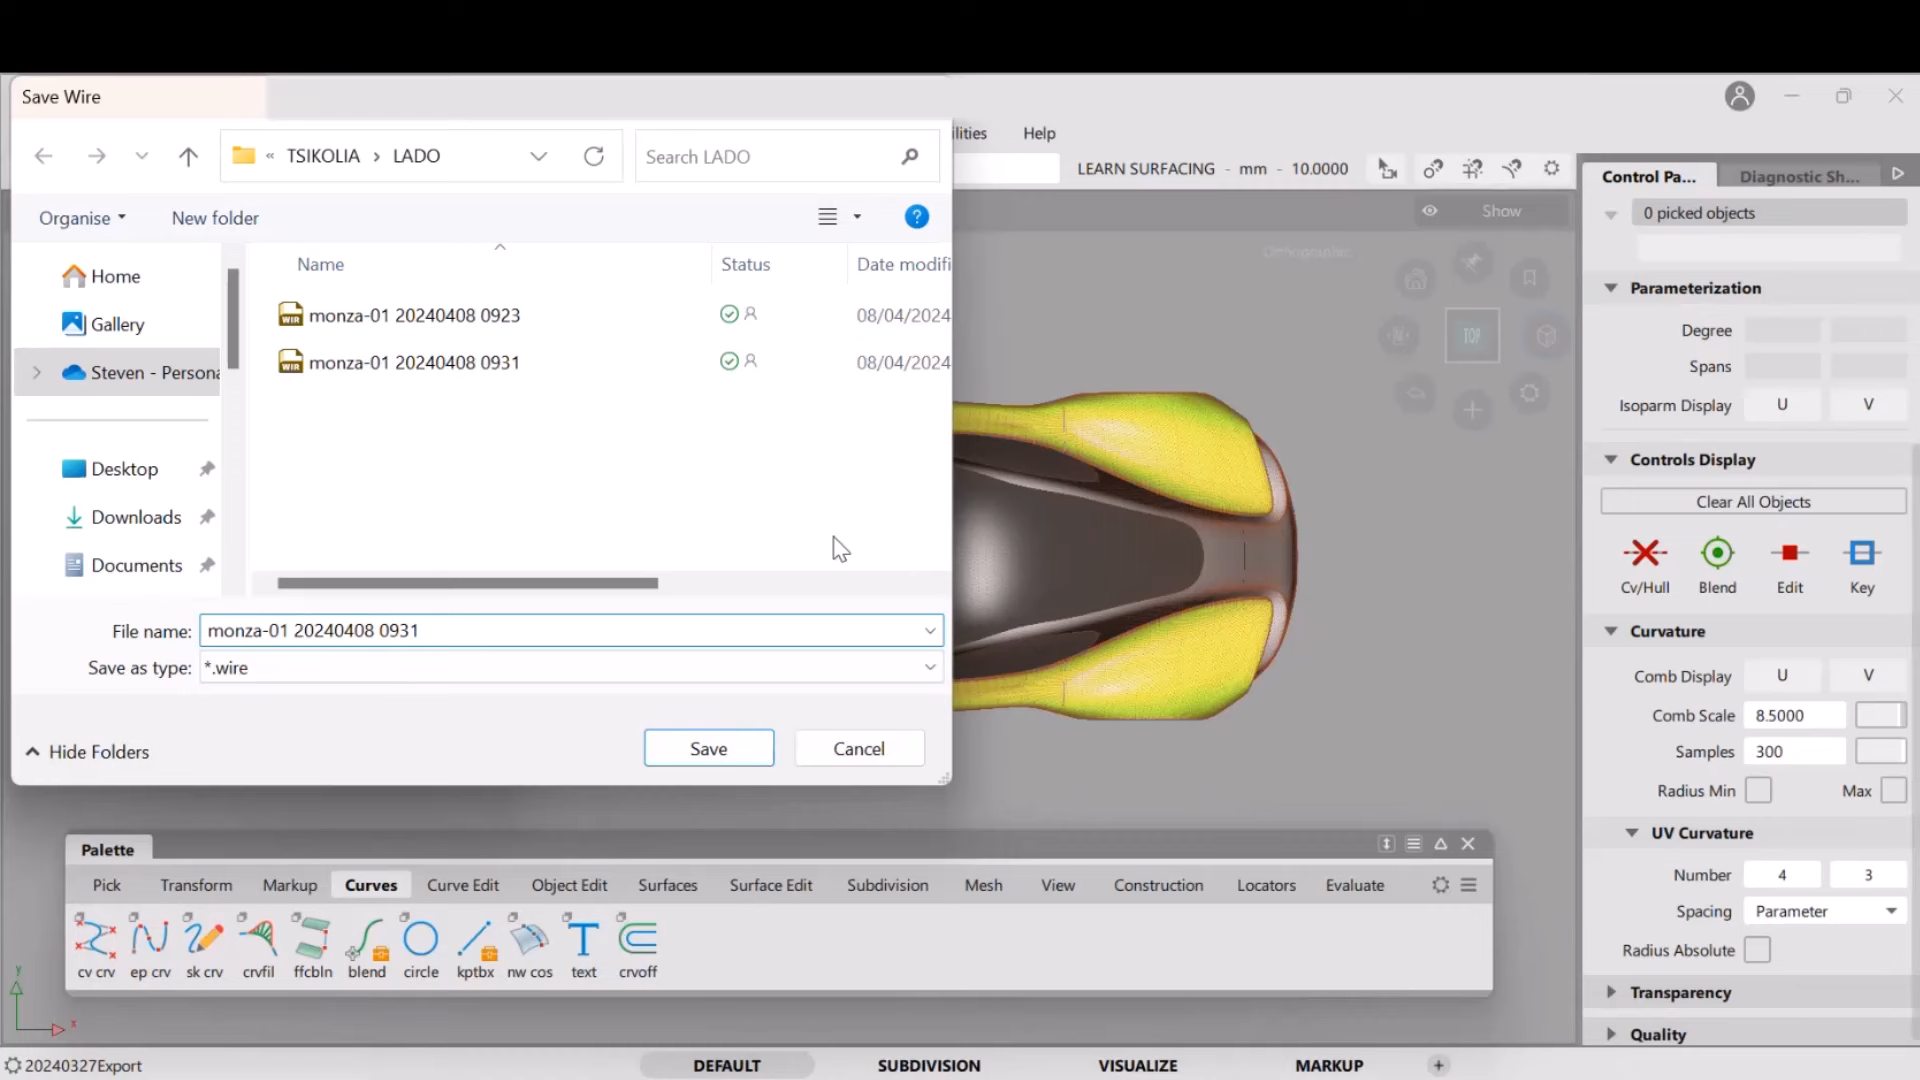 Save Wire
« TSIKOLIA > LADO
Search LADO
Organise
New folder
?
Name
Status
Date modifi
monza-01 20240408 0923
08/04/2024
monza-01 20240408 0931
08/04/2024
Home
Gallery
Steven - Persona
Desktop
Downloads
Documents
File name: monza-01 20240408 0931
Save as type: *.wire
Hide Folders
Save
Cancel
ilities
Help
LEARN SURFACING - mm - 10.0000
Show
Orthographic
TOP
Control Pa...
Diagnostic Sh...
0 picked objects
Parameterization
Degree
Spans
Isoparm Display U V
Controls Display
Clear All Objects
Cv/Hull Blend Edit Key
Curvature
Comb Display U V
Comb Scale 8.5000
Samples 300
Radius Min Max
UV Curvature
Number 4 3
Spacing Parameter
Radius Absolute
Transparency
Quality
Palette
Pick Transform Markup Curves Curve Edit Object Edit Surfaces Surface Edit Subdivision Mesh View Construction Locators Evaluate
cv crv ep crv sk crv crvfil ffcbln blend circle kptbx nw cos text crvoff
y
x
20240327Export
DEFAULT
SUBDIVISION
VISUALIZE
MARKUP
+